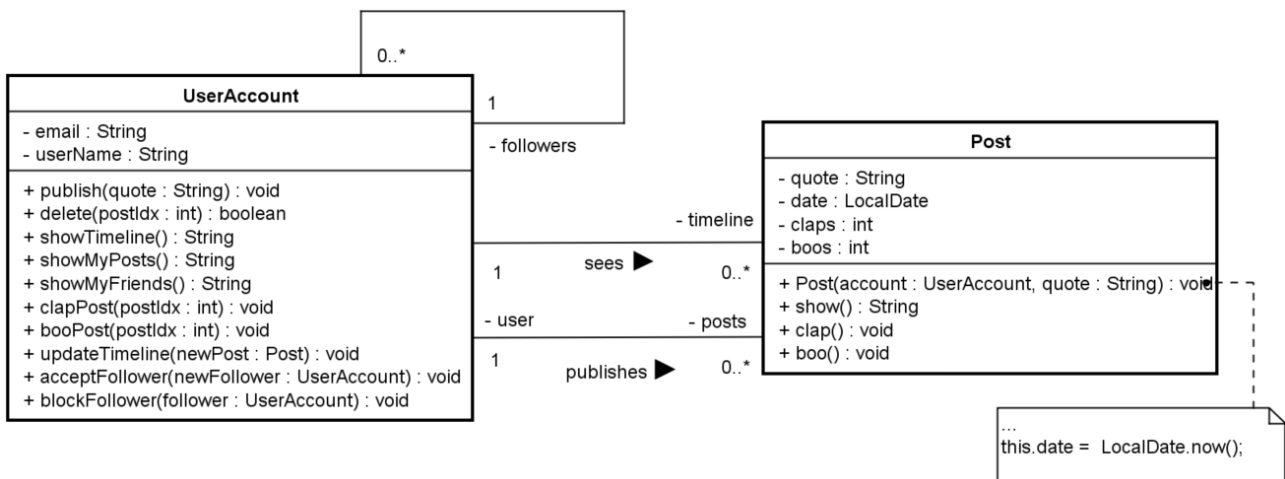 0..*
UserAccount
1
- email : String
- userName : String
- followers
+ publish(quote : String) : void
+ delete(postIdx : int) : boolean
+ showTimeline() : String
+ showMyPosts() : String
+ showMyFriends() : String
+ clapPost(postIdx : int) : void
+ booPost(postIdx : int) : void
+ updateTimeline(newPost : Post) : void
+ acceptFollower(newFollower : UserAccount) : void
+ blockFollower(follower : UserAccount) : void
- timeline
1
sees ▶
0..*
- user
- posts
1
publishes ▶
0..*
Post
- quote : String
- date : LocalDate
- claps : int
- boos : int
+ Post(account : UserAccount, quote : String) : void
+ show() : String
+ clap() : void
+ boo() : void
...
this.date = LocalDate.now();